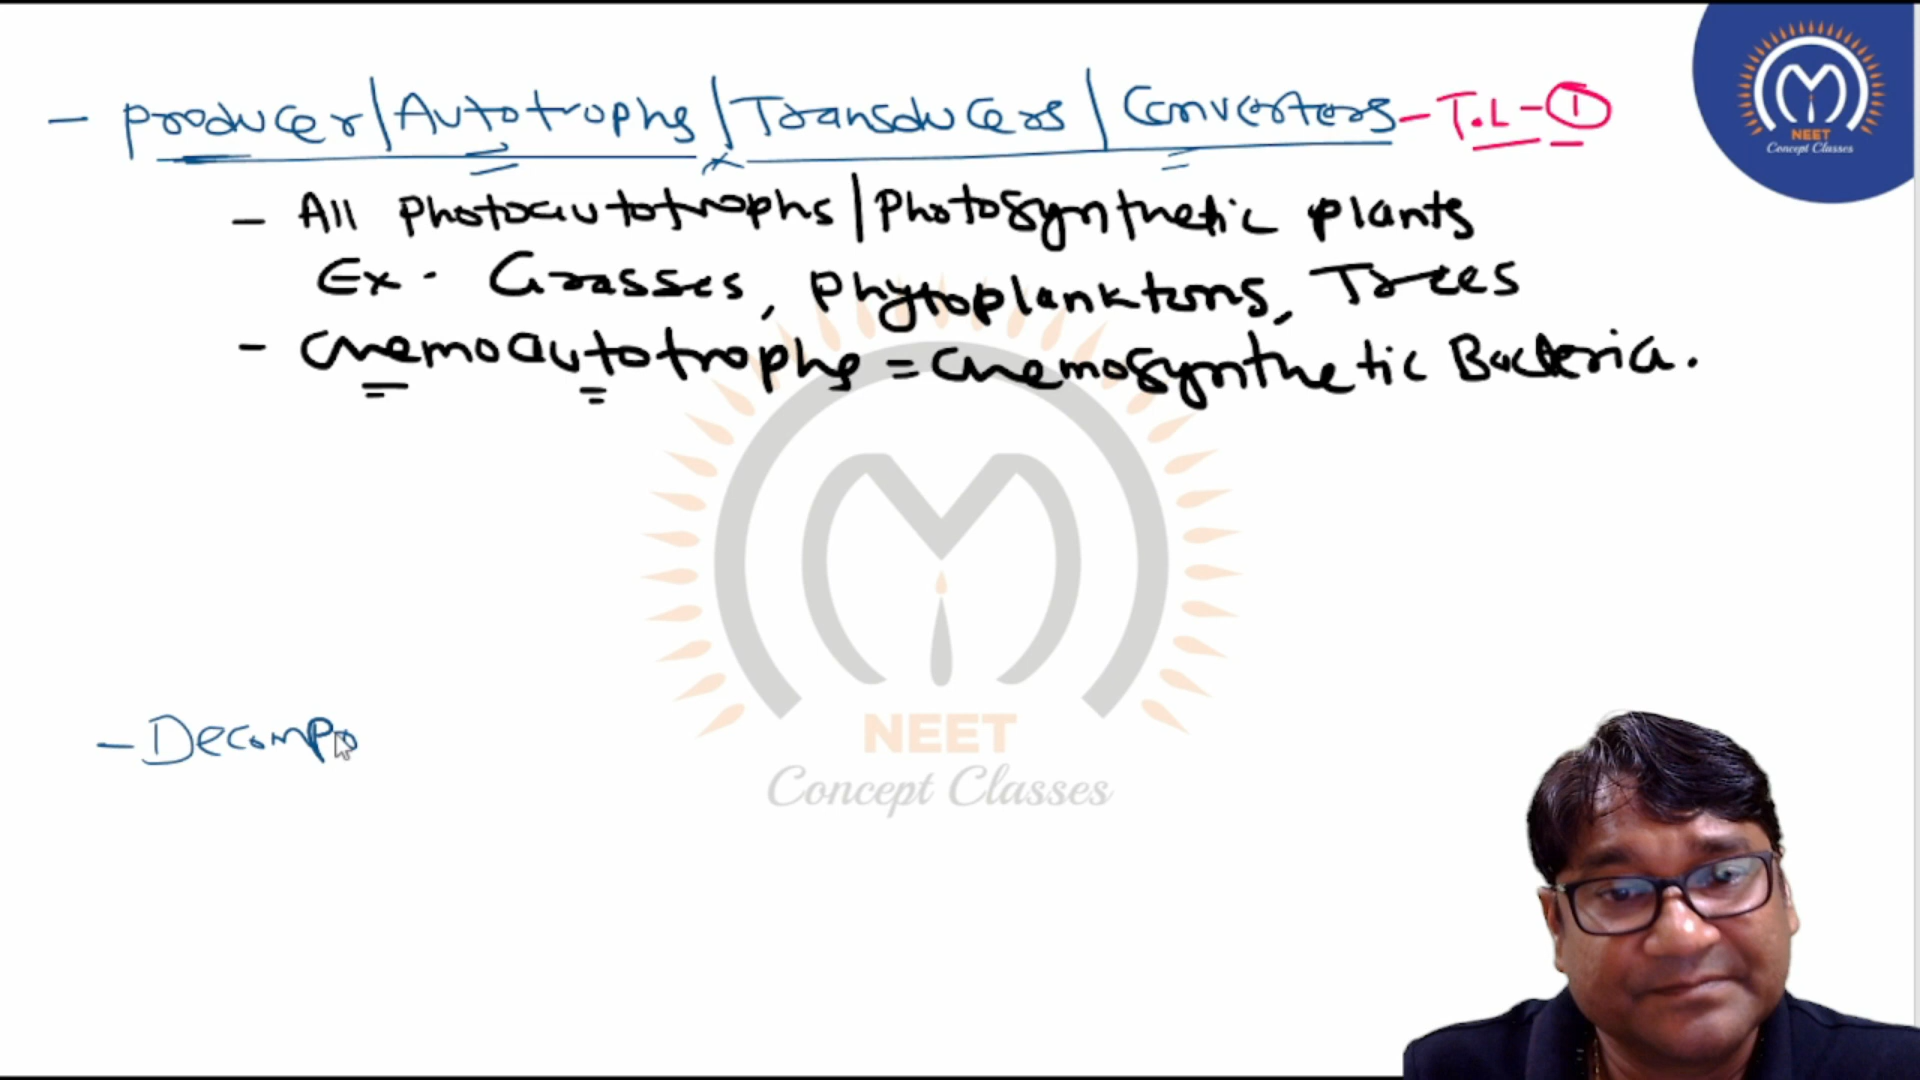 - Producer/Autotrophs/Transducers/Converters-T.L-①
- All Photoautotrophs/Photosynthetic plants
Ex. Grasses, Phytoplanktons, Trees
- Chemoautotrophs = Chemosynthetic Bacteria.
- Decompo
NEET
Concept Classes
NEET
Concept Classes